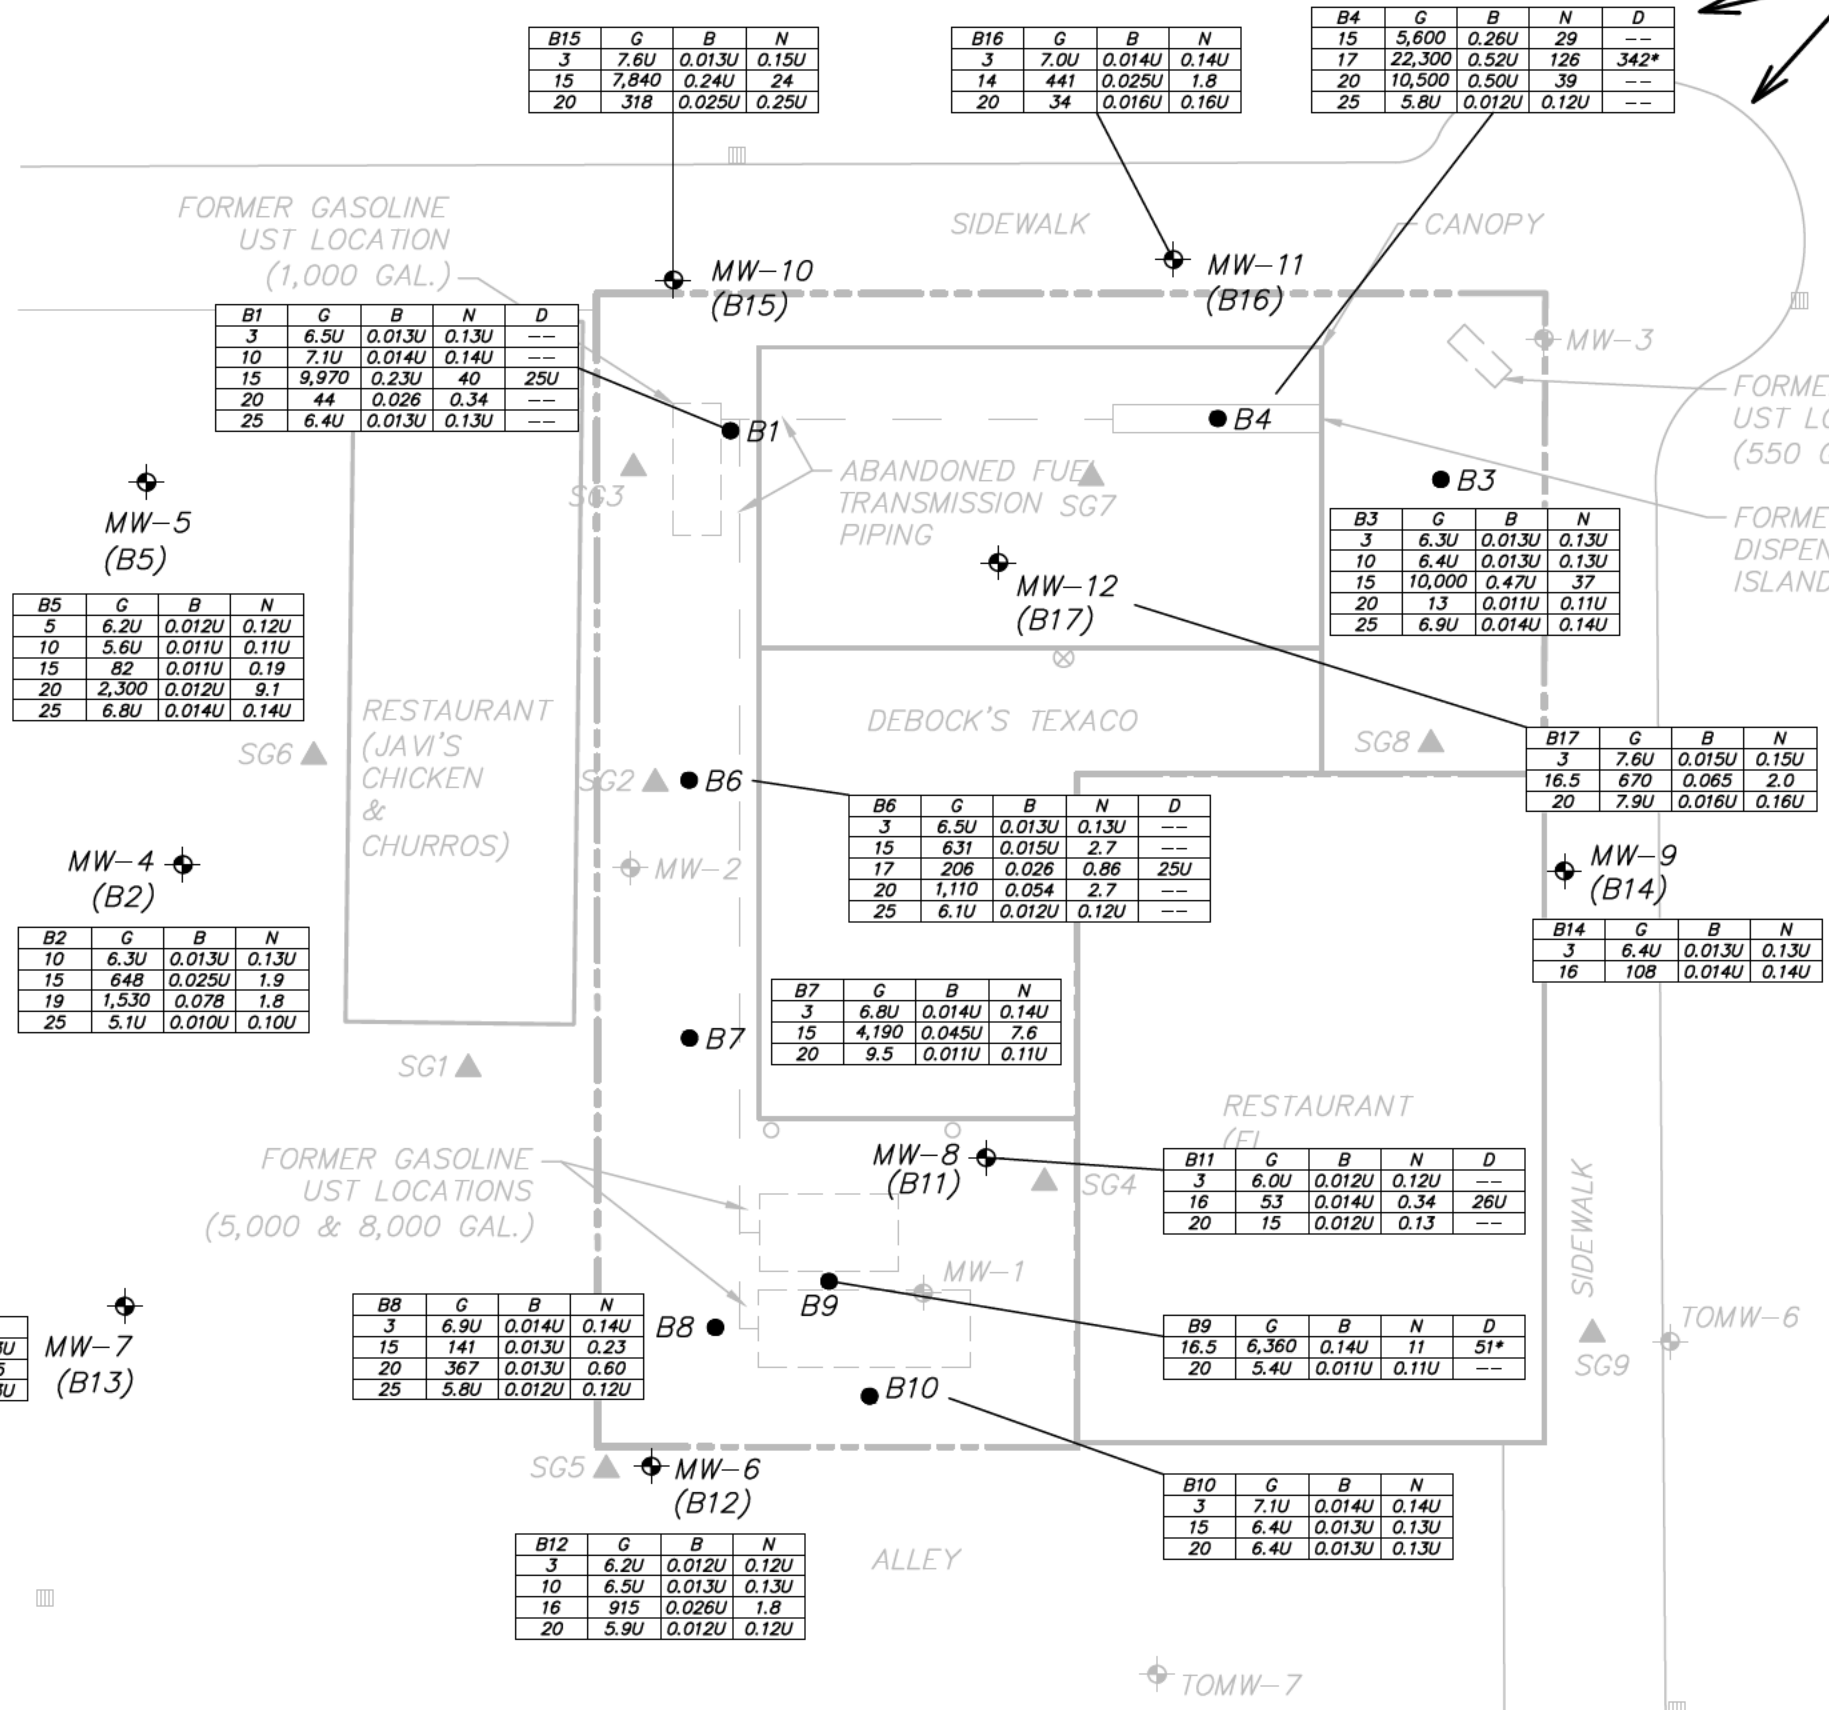 B15 G B N
3 7.6U 0.013U 0.15U
15 7,840 0.24U 24
20 318 0.025U 0.25U
B16 G B N
3 7.0U 0.014U 0.14U
14 441 0.025U 1.8
20 34 0.016U 0.16U
B4 G B N D
15 5,600 0.26U 29 --
17 22,300 0.52U 126 342*
20 10,500 0.50U 39 --
25 5.8U 0.012U 0.12U --
FORMER GASOLINE
UST LOCATION
(1,000 GAL.)
SIDEWALK
CANOPY
MW-10
(B15)
MW-11
(B16)
MW-3
B1 G B N D
3 6.5U 0.013U 0.13U --
10 7.1U 0.014U 0.14U --
15 9,970 0.23U 40 25U
20 44 0.026 0.34 --
25 6.4U 0.013U 0.13U --
FORME
UST LO
(550 G
B1
B4
SG3
ABANDONED FUEL
TRANSMISSION
PIPING
SG7
B3
MW-5
(B5)
B3 G B N
3 6.3U 0.013U 0.13U
10 6.4U 0.013U 0.13U
15 10,000 0.47U 37
20 13 0.011U 0.11U
25 6.9U 0.014U 0.14U
FORME
DISPEN
ISLAND
MW-12
(B17)
B5 G B N
5 6.2U 0.012U 0.12U
10 5.6U 0.011U 0.11U
15 82 0.011U 0.19
20 2,300 0.012U 9.1
25 6.8U 0.014U 0.14U
RESTAURANT
(JAVI'S
CHICKEN
&
CHURROS)
DEBOCK'S TEXACO
SG6
SG8
B17 G B N
3 7.6U 0.015U 0.15U
16.5 670 0.065 2.0
20 7.9U 0.016U 0.16U
SG2
B6
B6 G B N D
3 6.5U 0.013U 0.13U --
15 631 0.015U 2.7 --
17 206 0.026 0.86 25U
20 1,110 0.054 2.7 --
25 6.1U 0.012U 0.12U --
MW-4
(B2)
MW-2
MW-9
(B14)
B2 G B N
10 6.3U 0.013U 0.13U
15 648 0.025U 1.9
19 1,530 0.078 1.8
25 5.1U 0.010U 0.10U
B14 G B N
3 6.4U 0.013U 0.13U
16 108 0.014U 0.14U
B7 G B N
3 6.8U 0.014U 0.14U
15 4,190 0.045U 7.6
20 9.5 0.011U 0.11U
B7
SG1
RESTAURANT
FORMER GASOLINE
UST LOCATIONS
(5,000 & 8,000 GAL.)
MW-8
(B11)
SG4
B11 G B N D
3 6.0U 0.012U 0.12U --
16 53 0.014U 0.34 26U
20 15 0.012U 0.13 --
SIDEWALK
MW-1
B9
B8 G B N
3 6.9U 0.014U 0.14U
15 141 0.013U 0.23
20 367 0.013U 0.60
25 5.8U 0.012U 0.12U
B8
B9 G B N D
16.5 6,360 0.14U 11 51*
20 5.4U 0.011U 0.11U --
TOMW-6
SG9
MW-7
(B13)
B10
SG5
MW-6
(B12)
B10 G B N
3 7.1U 0.014U 0.14U
15 6.4U 0.013U 0.13U
20 6.4U 0.013U 0.13U
B12 G B N
3 6.2U 0.012U 0.12U
10 6.5U 0.013U 0.13U
16 915 0.026U 1.8
20 5.9U 0.012U 0.12U
ALLEY
TOMW-7